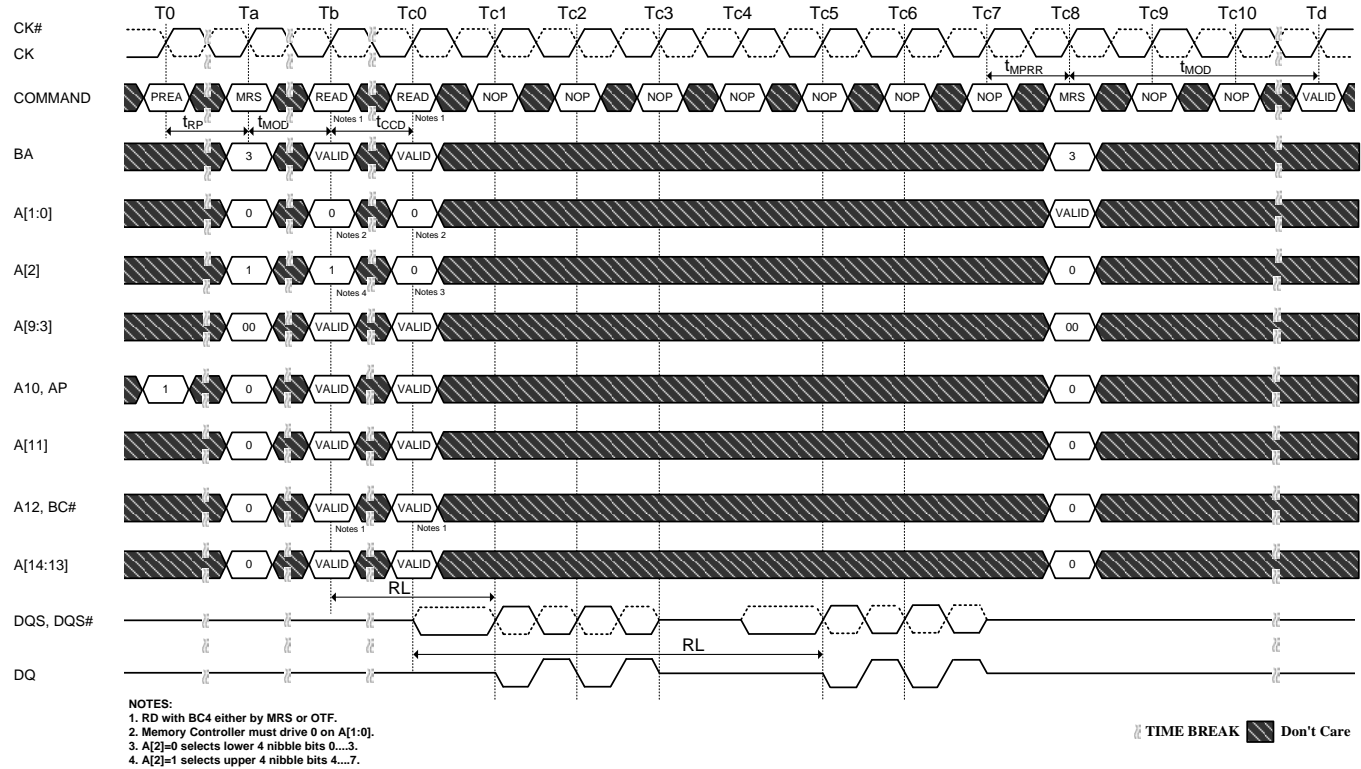 T0 Ta Tb Tc0 Tc1 Tc2 Tc3 Tc4 Tc5 Tc6 Tc7 Tc8 Tc9 Tc10 Td
CK#
CK
tMPRR tMOD
COMMAND PREA MRS READ READ NOP NOP NOP NOP NOP NOP NOP MRS NOP NOP VALID
Notes 1 Notes 1
tRP tMOD tCCD
BA 3 VALID VALID 3
A[1:0] 0 0 0 VALID
Notes 2 Notes 2
A[2] 1 1 0 0
Notes 4 Notes 3
A[9:3] 00 VALID VALID 00
A10, AP 1 0 VALID VALID 0
A[11] 0 VALID VALID 0
A12, BC# 0 VALID VALID 0
Notes 1 Notes 1
A[14:13] 0 VALID VALID 0
RL
DQS, DQS#
RL
DQ
NOTES:
1. RD with BC4 either by MRS or OTF.
2. Memory Controller must drive 0 on A[1:0].
3. A[2]=0 selects lower 4 nibble bits 0....3.
4. A[2]=1 selects upper 4 nibble bits 4....7.
TIME BREAK Don't Care